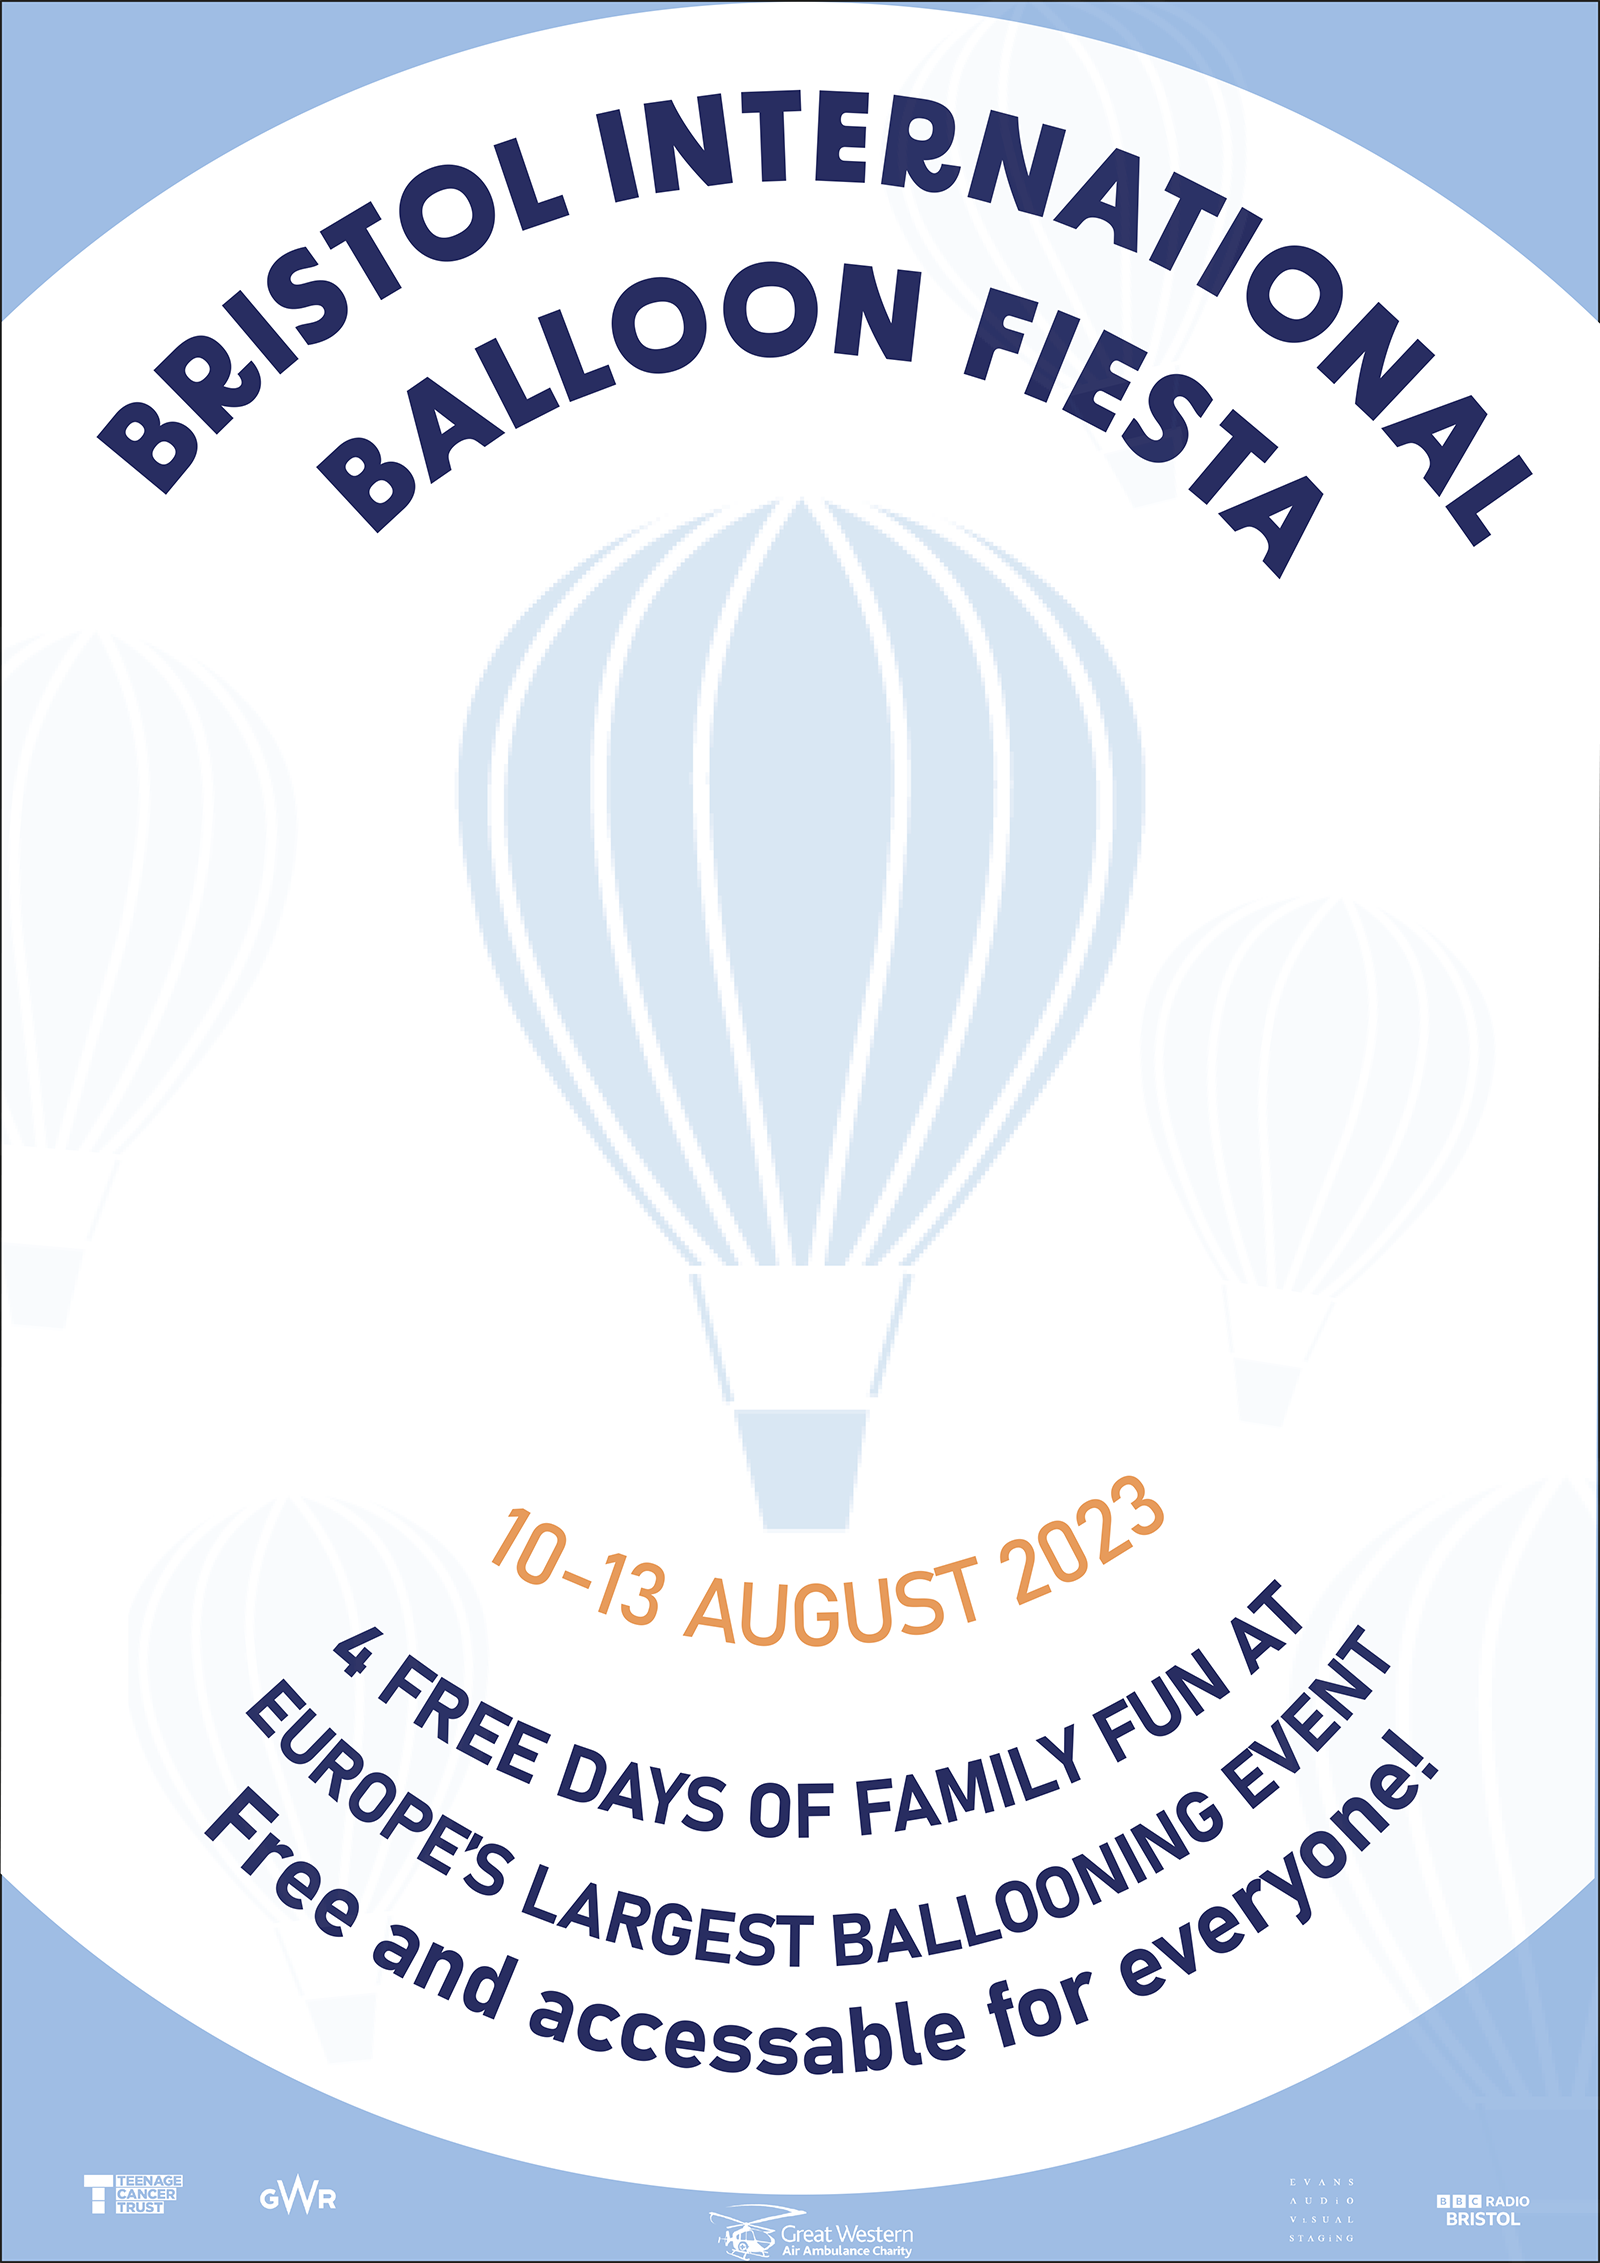 BRISTOL INTERNATIONAL
BALLOON FIESTA
10-13 AUGUST 2023
4 FREE DAYS OF FAMILY FUN AT
EUROPE'S LARGEST BALLOONING EVENT
Free and accessable for everyone!
TEENAGE
CANCER
TRUST
GWR
Great Western
Air Ambulance Charity
EVANS
AUDiO
ViSUAL
STAGiNG
BBC RADIO
BRISTOL